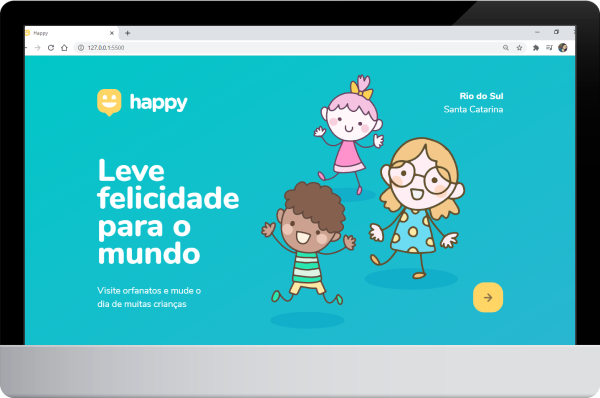 Happy
127.0.0.1:5500
happy
Rio do Sul
Santa Catarina
Leve
felicidade
para o
mundo
Visite orfanatos e mude o
dia de muitas crianças